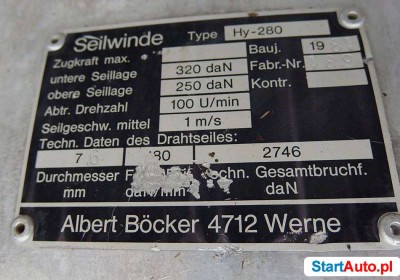 Seilwinde Type Hy-280
Zugkraft max. Bauj. 19
untere Seillage 320 daN Fabr.-Nr.
obere Seillage 250 daN Kontr.
Abtr. Drehzahl 100 U/min
Seilgeschw. mittel 1 m/s
Techn. Daten des Drahtseiles:
2746
Durchmesser Gesamtbruchf.
mm daN/mm² daN
Albert Böcker 4712 Werne
StartAuto.pl